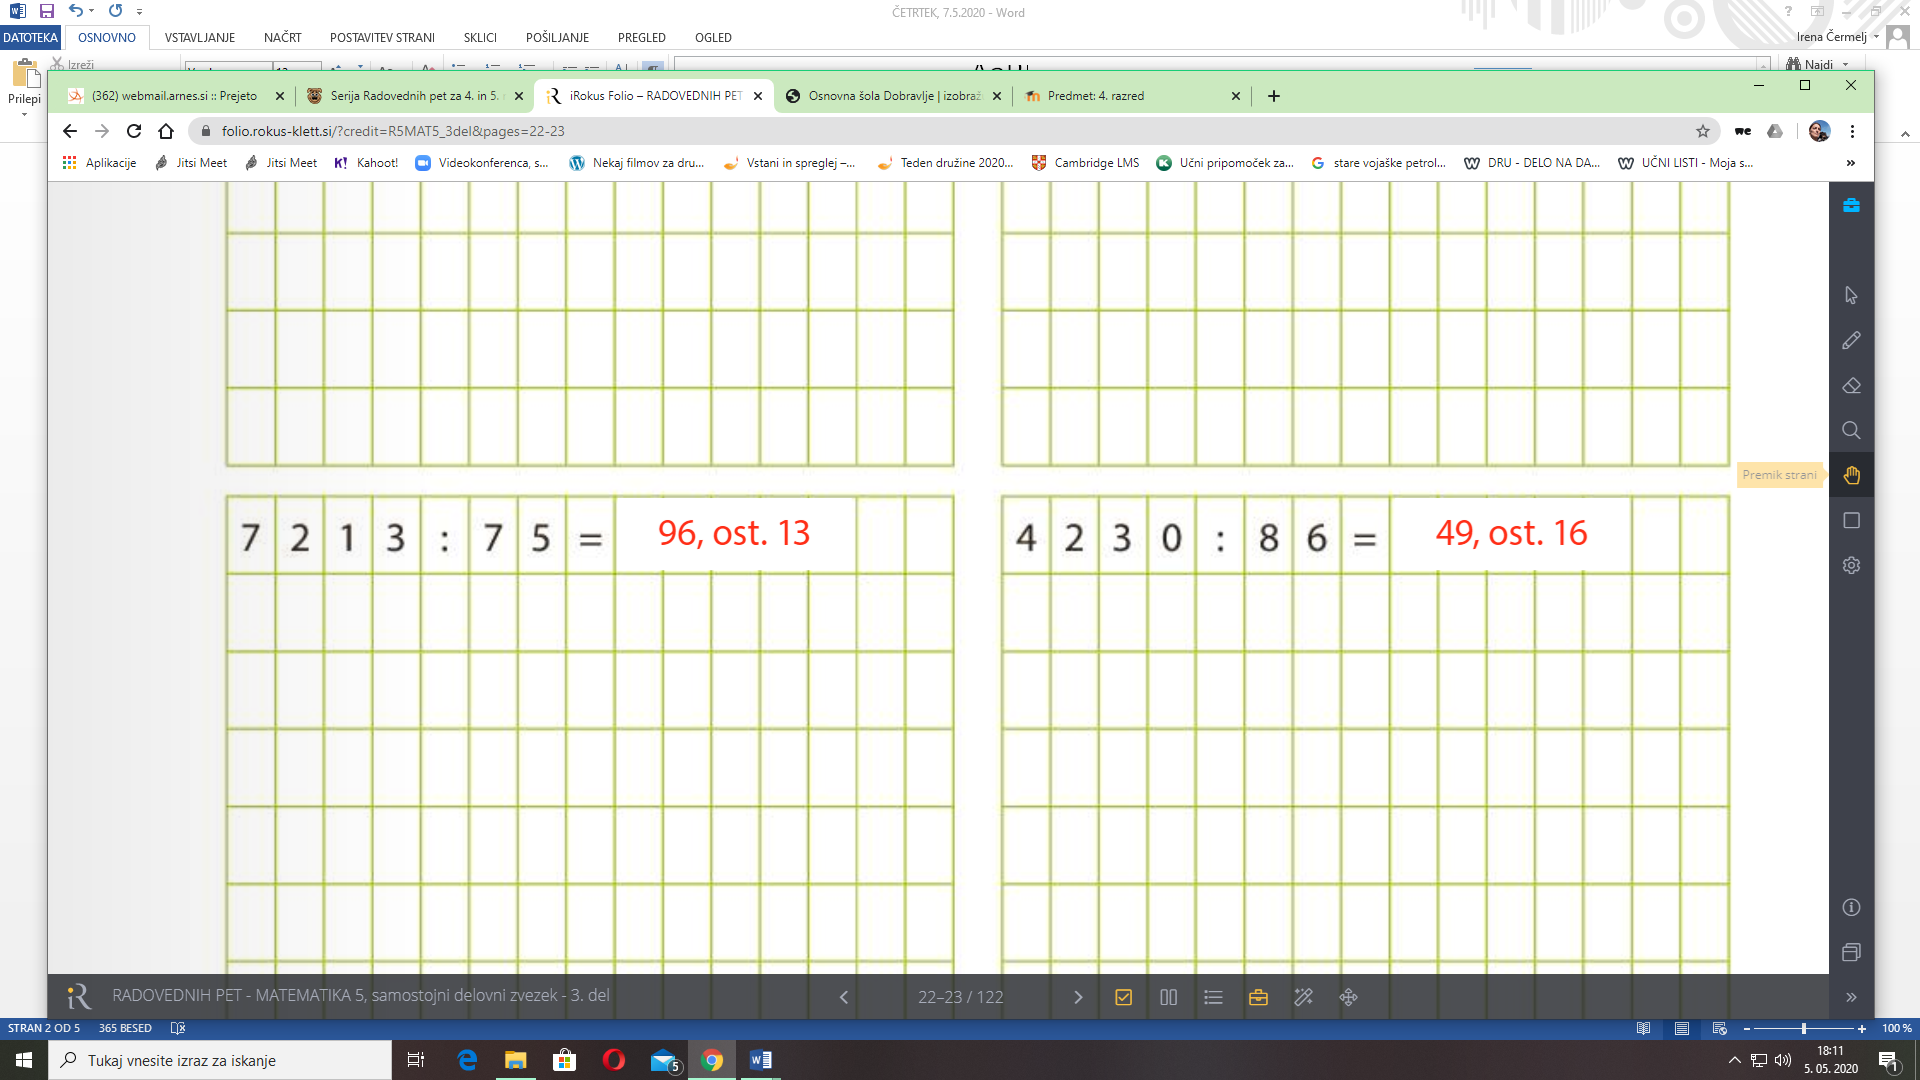 ČETRTEK, 7.5.2020 - Word
DATOTEKA OSNOVNO VSTAVLJANJE NAČRT POSTAVITEV STRANI SKLICI POŠILJANJE PREGLED OGLED Irena Čermelj
Izreži
Najdi
Prilepi
(362) webmail.arnes.si :: Prejeto
Serija Radovednih pet za 4. in 5.
iRokus Folio – RADOVEDNIH PET
Osnovna šola Dobravlje | izobraž
Predmet: 4. razred
folio.rokus-klett.si/?credit=R5MAT5_3del&pages=22-23
Aplikacije Jitsi Meet Jitsi Meet Kahoot! Videokonferenca, s... Nekaj filmov za dru... Vstani in spreglej –... Teden družine 2020... Cambridge LMS Učni pripomoček za... stare vojaške petrol... DRU - DELO NA DA... UČNI LISTI - Moja s... »
Premik strani
7 2 1 3 : 7 5 = 96, ost. 13
4 2 3 0 : 8 6 = 49, ost. 16
RADOVEDNIH PET - MATEMATIKA 5, samostojni delovni zvezek - 3. del
22–23 / 122
STRAN 2 OD 5 365 BESED
100 %
Tukaj vnesite izraz za iskanje
5
18:11
5. 05. 2020
1